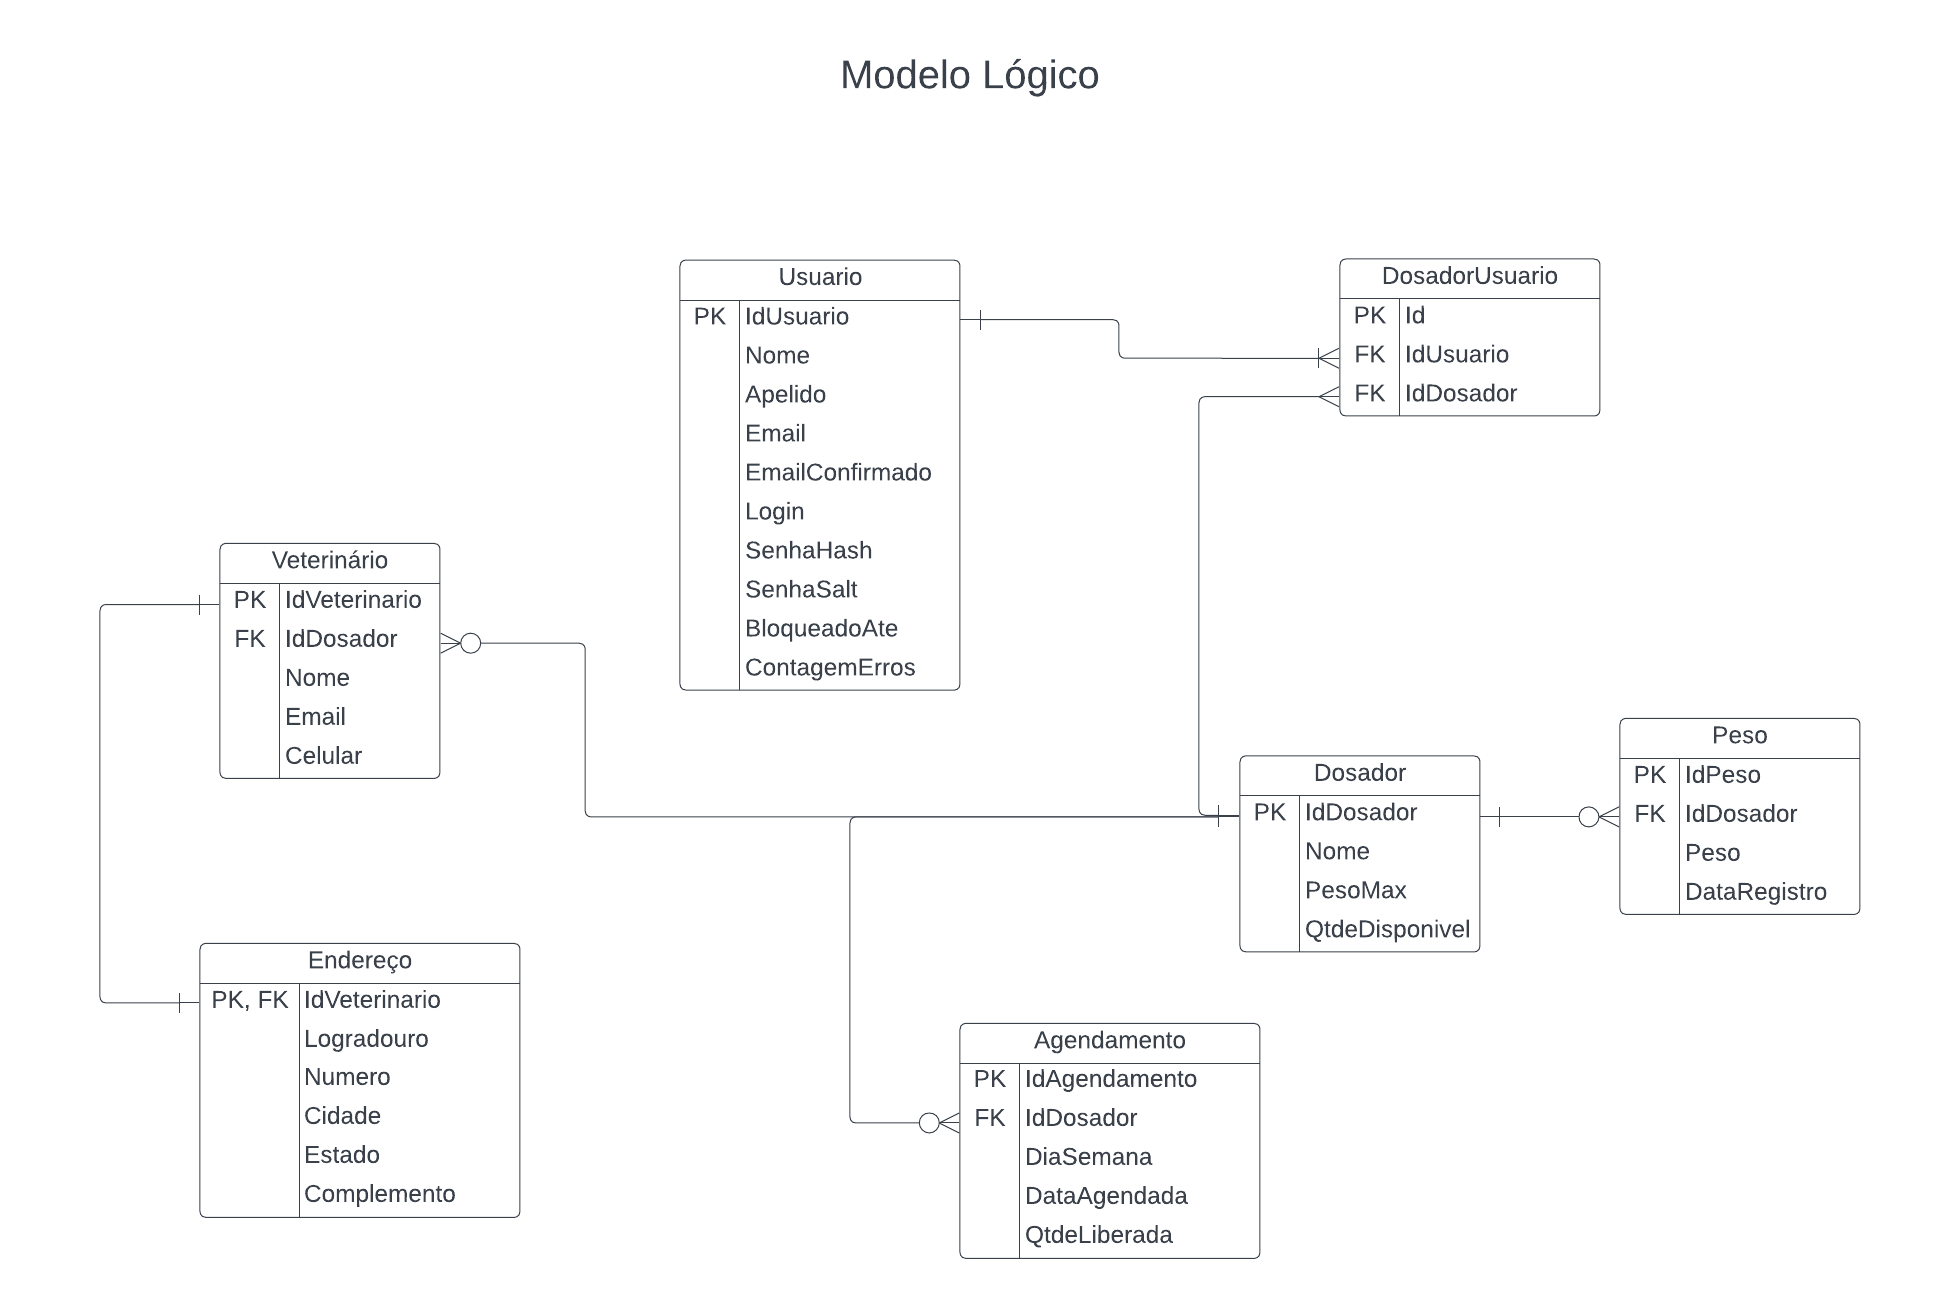 Modelo Lógico
Usuario
PK IdUsuario
Nome
Apelido
Email
EmailConfirmado
Login
SenhaHash
SenhaSalt
BloqueadoAte
ContagemErros
DosadorUsuario
PK Id
FK IdUsuario
FK IdDosador
Veterinário
PK IdVeterinario
FK IdDosador
Nome
Email
Celular
Dosador
PK IdDosador
Nome
PesoMax
QtdeDisponivel
Peso
PK IdPeso
FK IdDosador
Peso
DataRegistro
Endereço
PK, FK IdVeterinario
Logradouro
Numero
Cidade
Estado
Complemento
Agendamento
PK IdAgendamento
FK IdDosador
DiaSemana
DataAgendada
QtdeLiberada